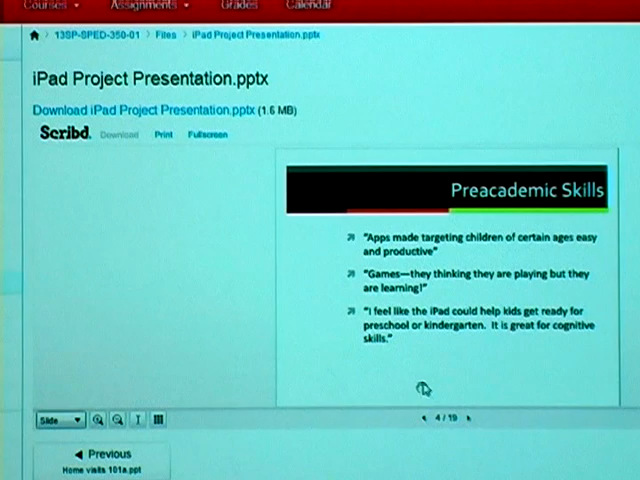 Courses Assignments Grades Calendar
13SP-SPED-350-01 Files iPad Project Presentation.pptx
iPad Project Presentation.pptx
Download iPad Project Presentation.pptx (1.6 MB)
Scribd. Download Print Fullscreen
Preacademic Skills
"Apps made targeting children of certain ages easy
and productive"
"Games—they thinking they are playing but they
are learning!"
"I feel like the iPad could help kids get ready for
preschool or kindergarten. It is great for cognitive
skills."
Slide
4 / 19
Previous
Home visits 101a.ppt